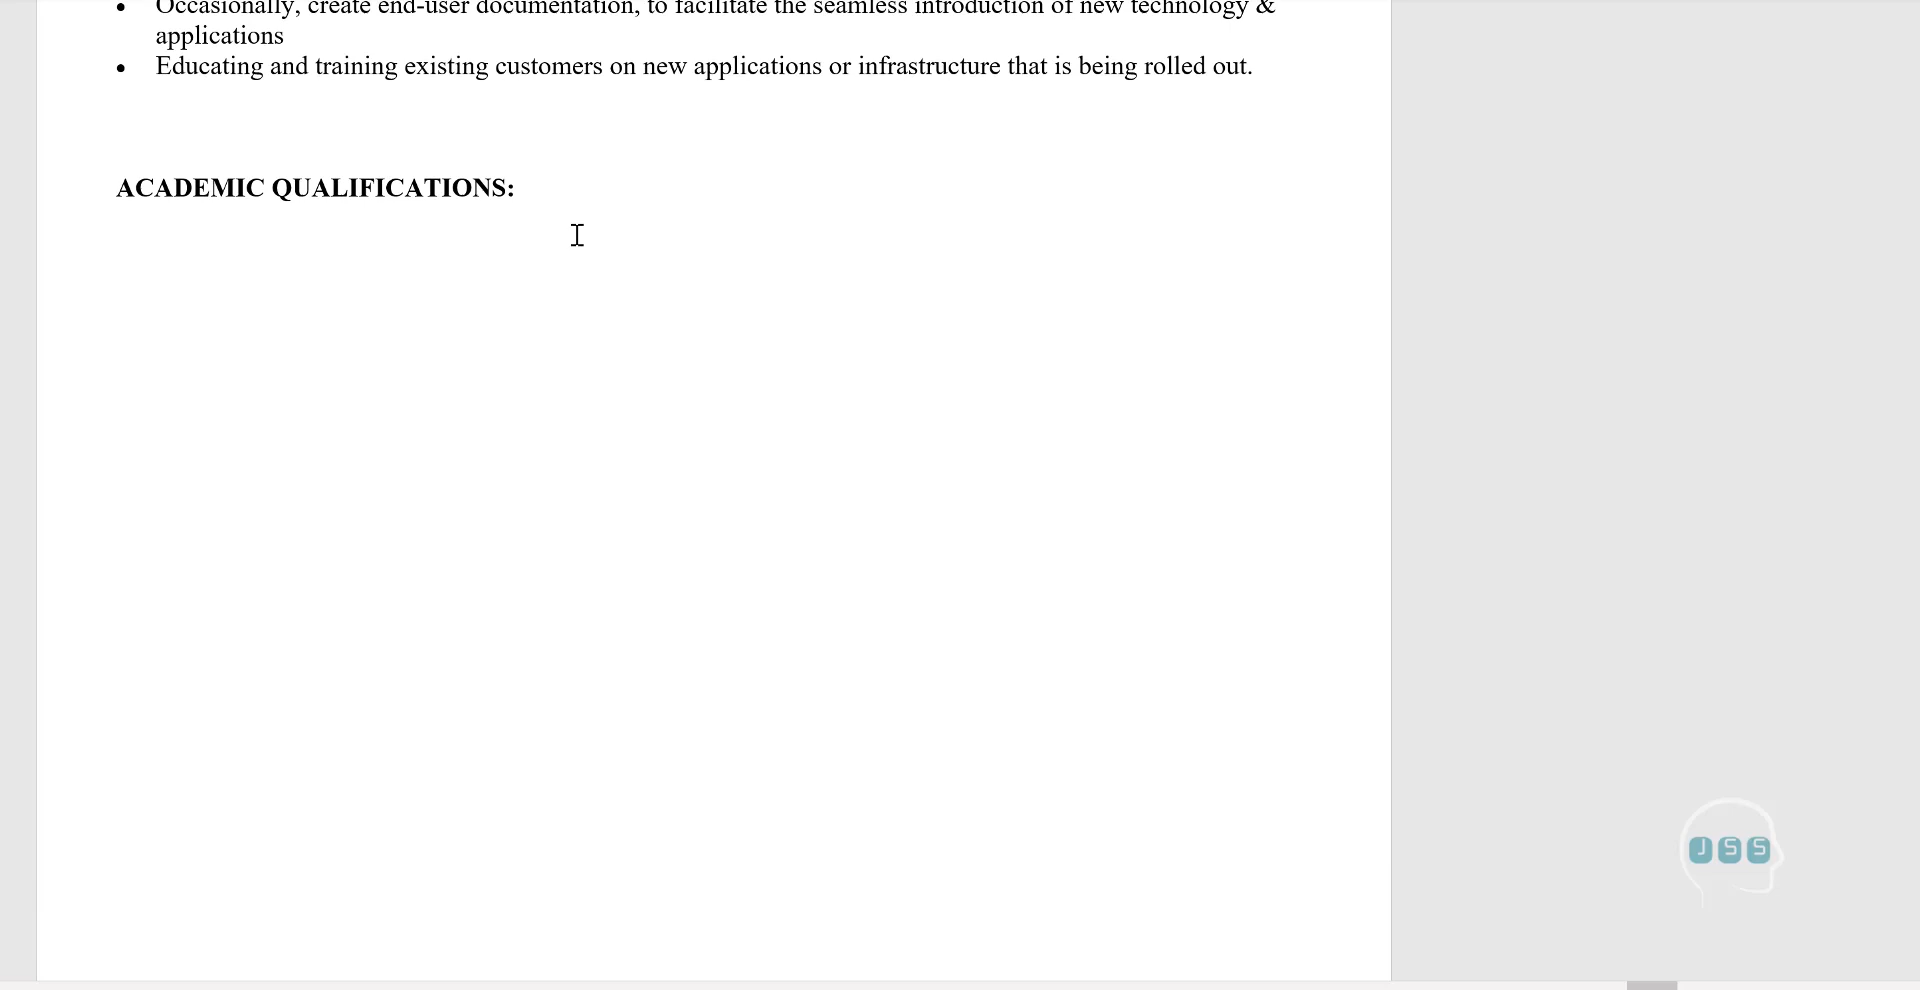 • Occasionally, create end-user documentation, to facilitate the seamless introduction of new technology &
applications
• Educating and training existing customers on new applications or infrastructure that is being rolled out.
ACADEMIC QUALIFICATIONS:
JSS